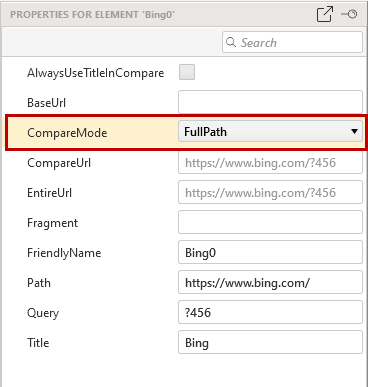 PROPERTIES FOR ELEMENT 'Bing0'
Search
AlwaysUseTitleInCompare
BaseUrl
CompareMode FullPath
CompareUrl https://www.bing.com/?456
EntireUrl https://www.bing.com/?456
Fragment
FriendlyName Bing0
Path https://www.bing.com/
Query ?456
Title Bing